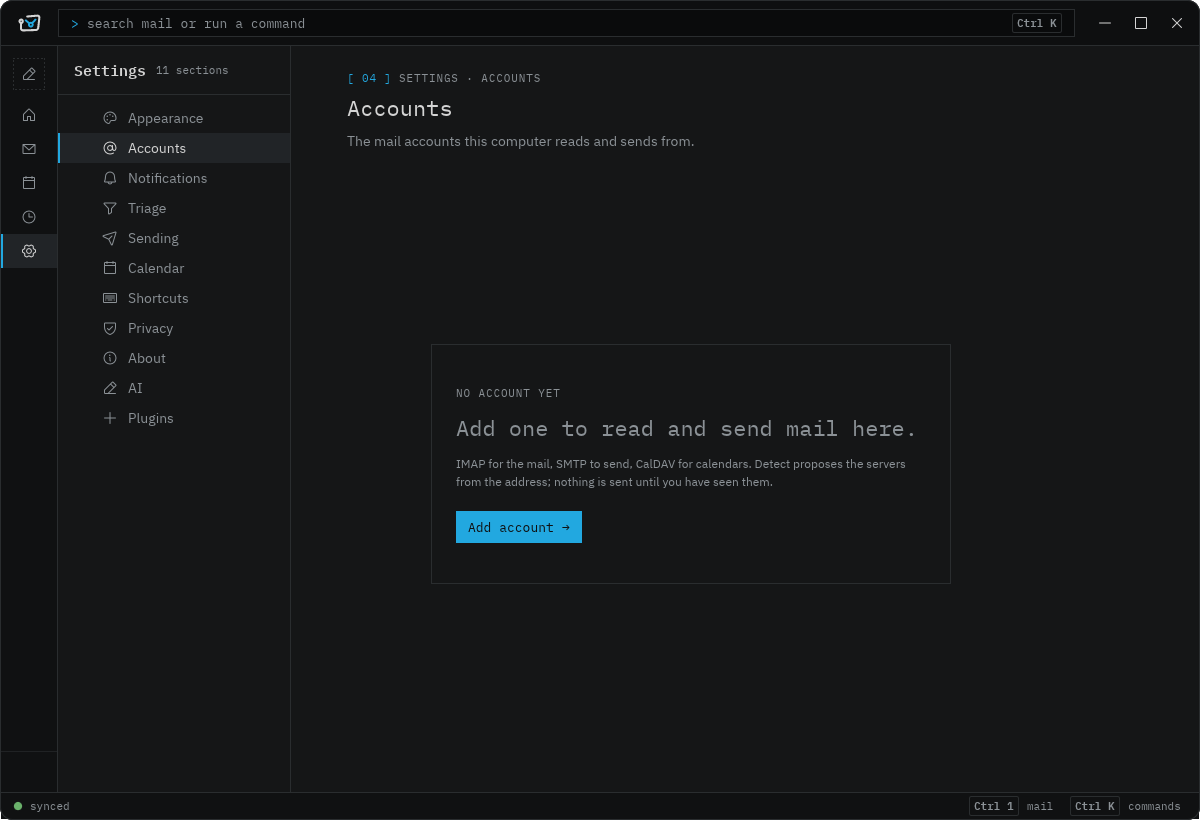 > search mail or run a command
Ctrl K
Settings 11 sections
Appearance
Accounts
Notifications
Triage
Sending
Calendar
Shortcuts
Privacy
About
AI
Plugins
[ 04 ] SETTINGS · ACCOUNTS
Accounts
The mail accounts this computer reads and sends from.
NO ACCOUNT YET
Add one to read and send mail here.
IMAP for the mail, SMTP to send, CalDAV for calendars. Detect proposes the servers
from the address; nothing is sent until you have seen them.
Add account →
synced
Ctrl 1 mail
Ctrl K commands